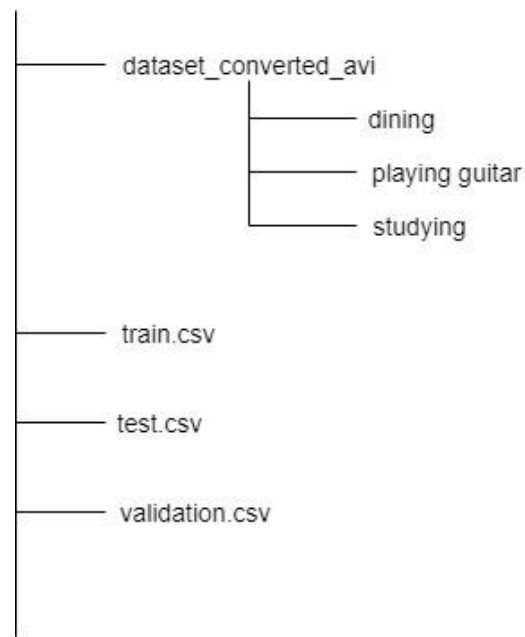 dataset_converted_avi
dining
playing guitar
studying
train.csv
test.csv
validation.csv